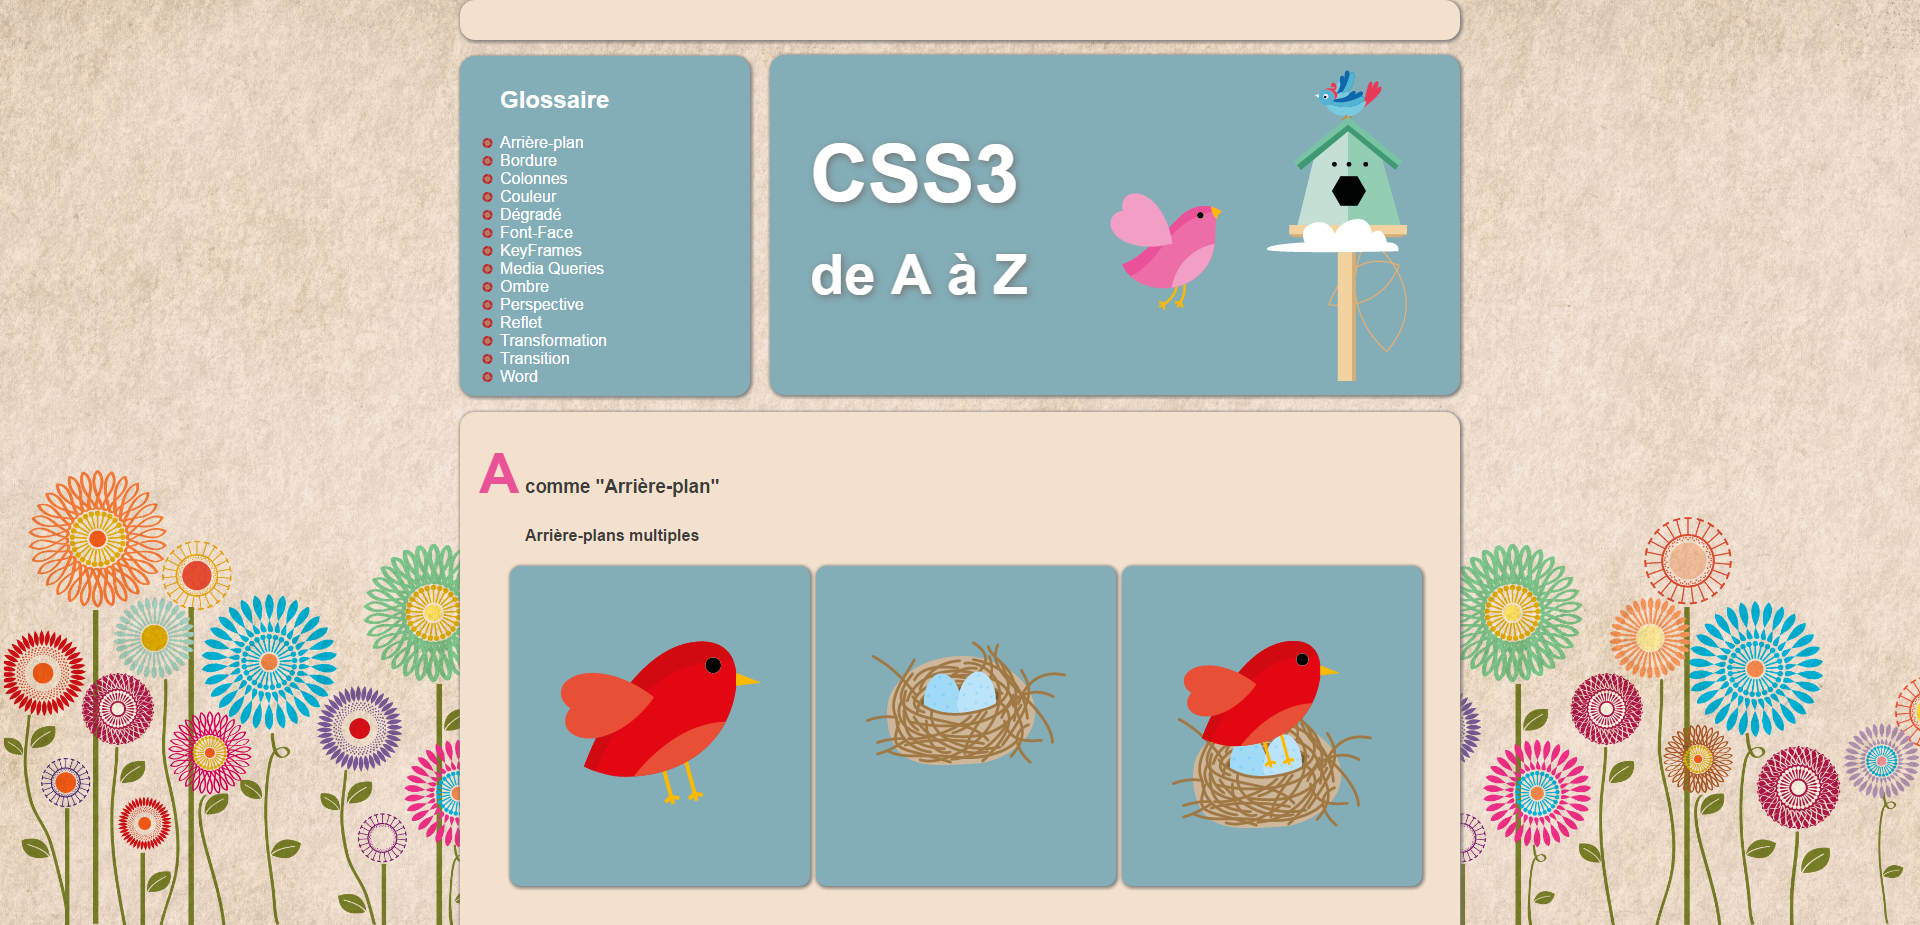 Glossaire
Arrière-plan
Bordure
Colonnes
Couleur
Dégradé
Font-Face
KeyFrames
Media Queries
Ombre
Perspective
Reflet
Transformation
Transition
Word
CSS3
de A à Z
A comme "Arrière-plan"
Arrière-plans multiples